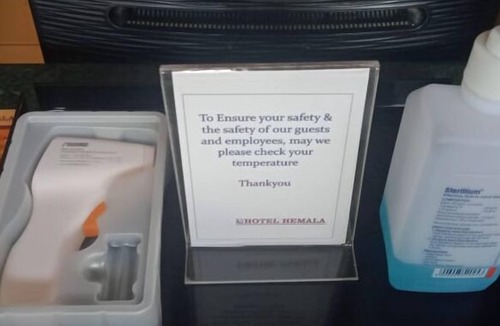 To Ensure your safety &
the safety of our guests
and employees, may we
please check your
temperature
Thankyou
HOTEL HEMALA
Sterillium